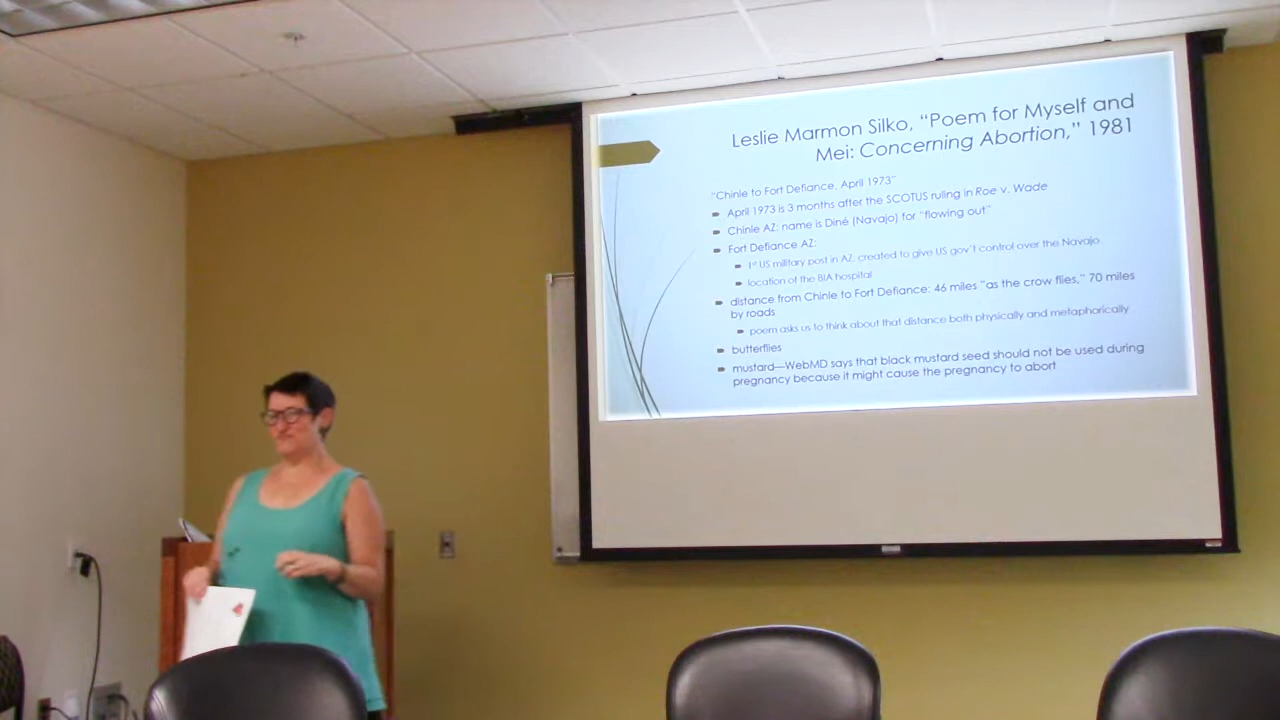 Leslie Marmon Silko, “Poem for Myself and
Mei: Concerning Abortion,” 1981
“Chinle to Fort Defiance, April 1973”
April 1973 is 3 months after the SCOTUS ruling in Roe v. Wade
Chinle AZ: name is Diné (Navajo) for “flowing out”
Fort Defiance AZ:
1st US military post in AZ, created to give US gov’t control over the Navajo
location of the BIA hospital
distance from Chinle to Fort Defiance: 46 miles “as the crow flies,” 70 miles
by roads
poem asks us to think about that distance both physically and metaphorically
butterflies
mustard—WebMD says that black mustard seed should not be used during
pregnancy because it might cause the pregnancy to abort